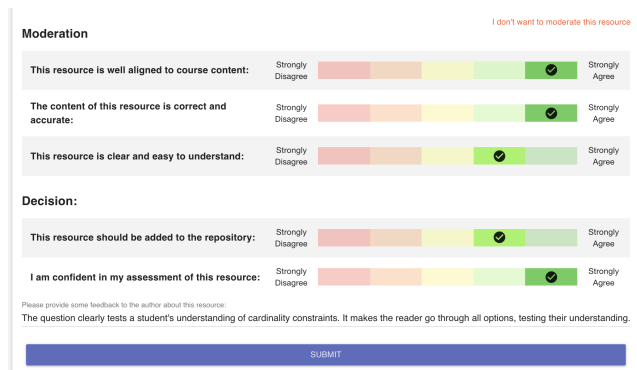 I don't want to moderate this resource
Moderation
This resource is well aligned to course content:
Strongly
Disagree
Strongly
Agree
The content of this resource is correct and
accurate:
Strongly
Disagree
Strongly
Agree
This resource is clear and easy to understand:
Strongly
Disagree
Strongly
Agree
Decision:
This resource should be added to the repository:
Strongly
Disagree
Strongly
Agree
I am confident in my assessment of this resource:
Strongly
Disagree
Strongly
Agree
Please provide some feedback to the author about this resource:
The question clearly tests a student's understanding of cardinality constraints. It makes the reader go through all options, testing their understanding.
SUBMIT